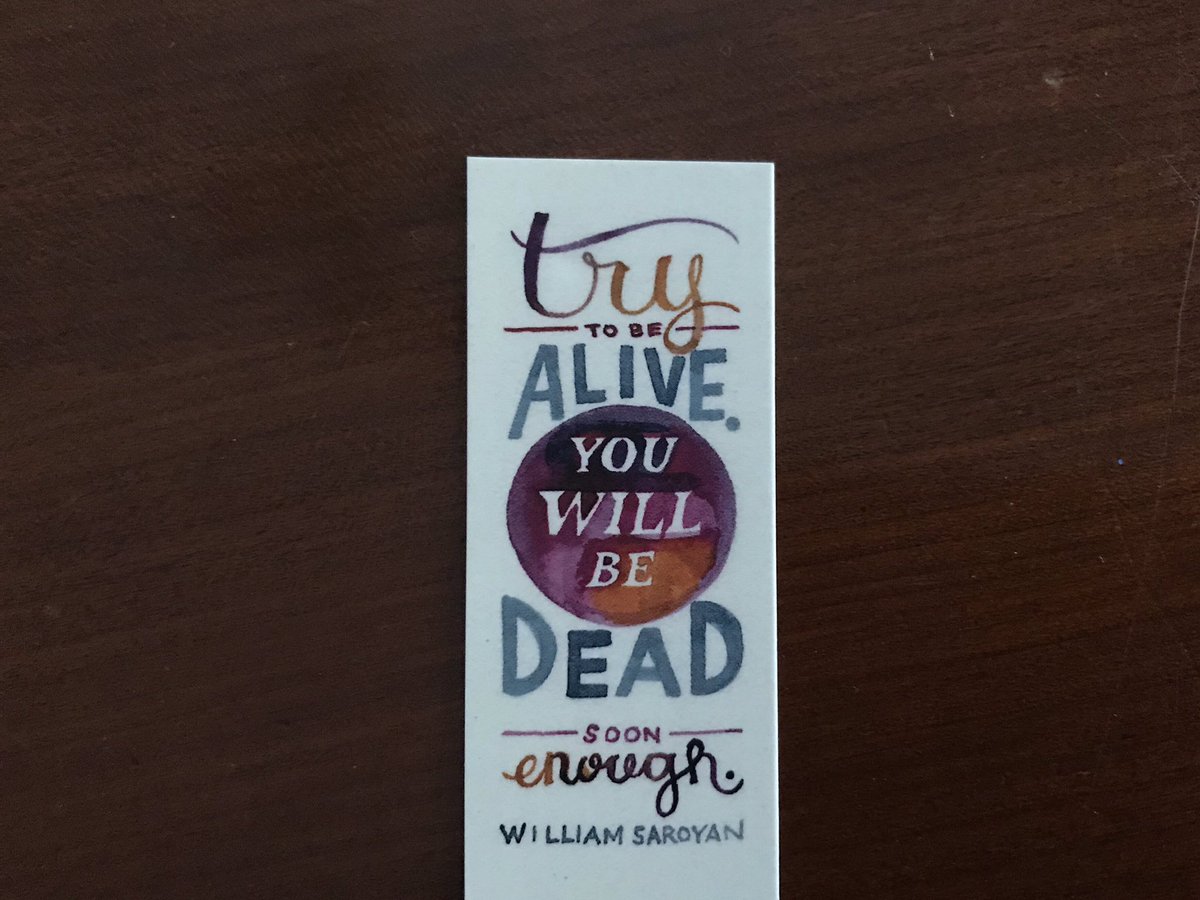 try
TO BE
ALIVE.
YOU
WILL
BE
DEAD
SOON
enough.
WILLIAM SAROYAN